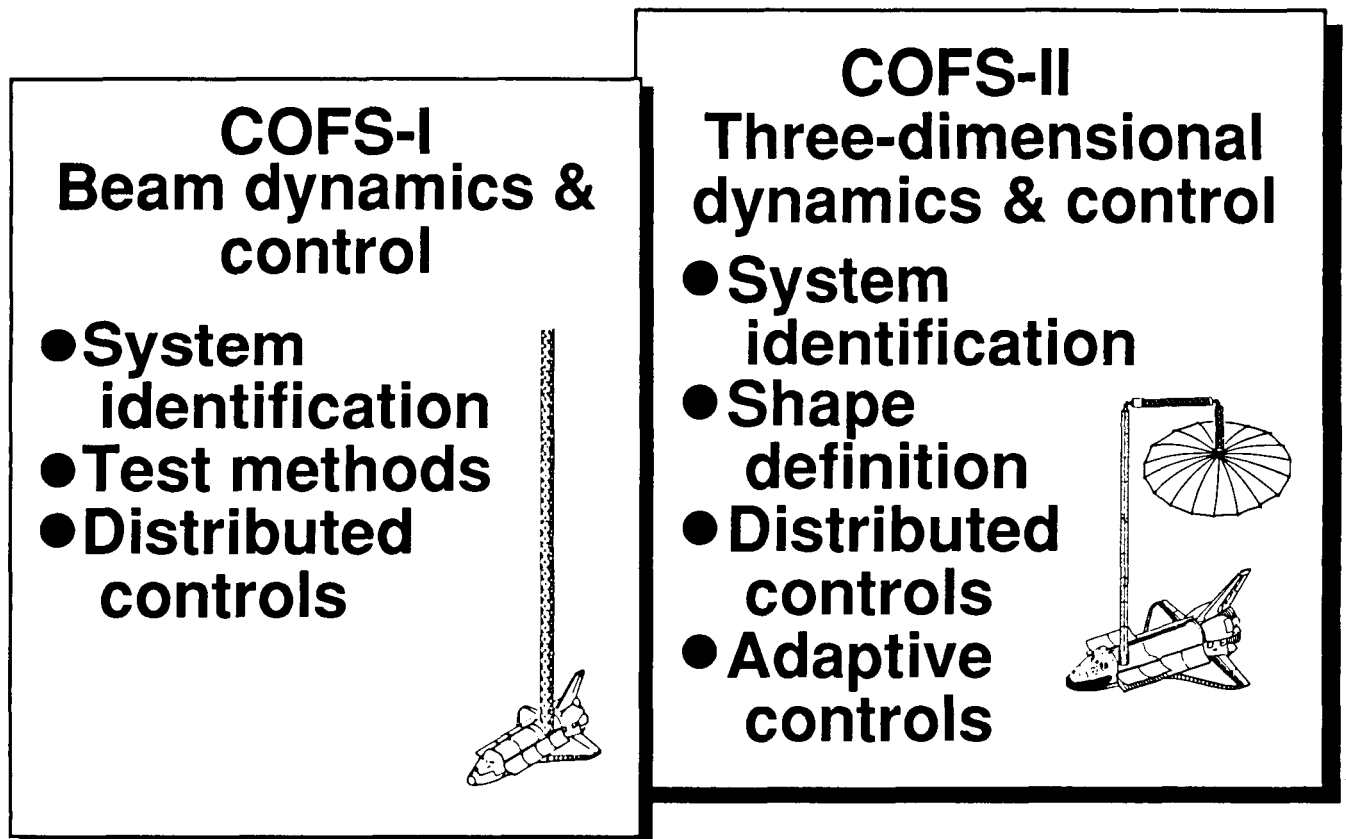 COFS-I
Beam dynamics &
control
●System
identification
●Test methods
●Distributed
controls
COFS-II
Three-dimensional
dynamics & control
●System
identification
●Shape
definition
●Distributed
controls
●Adaptive
controls